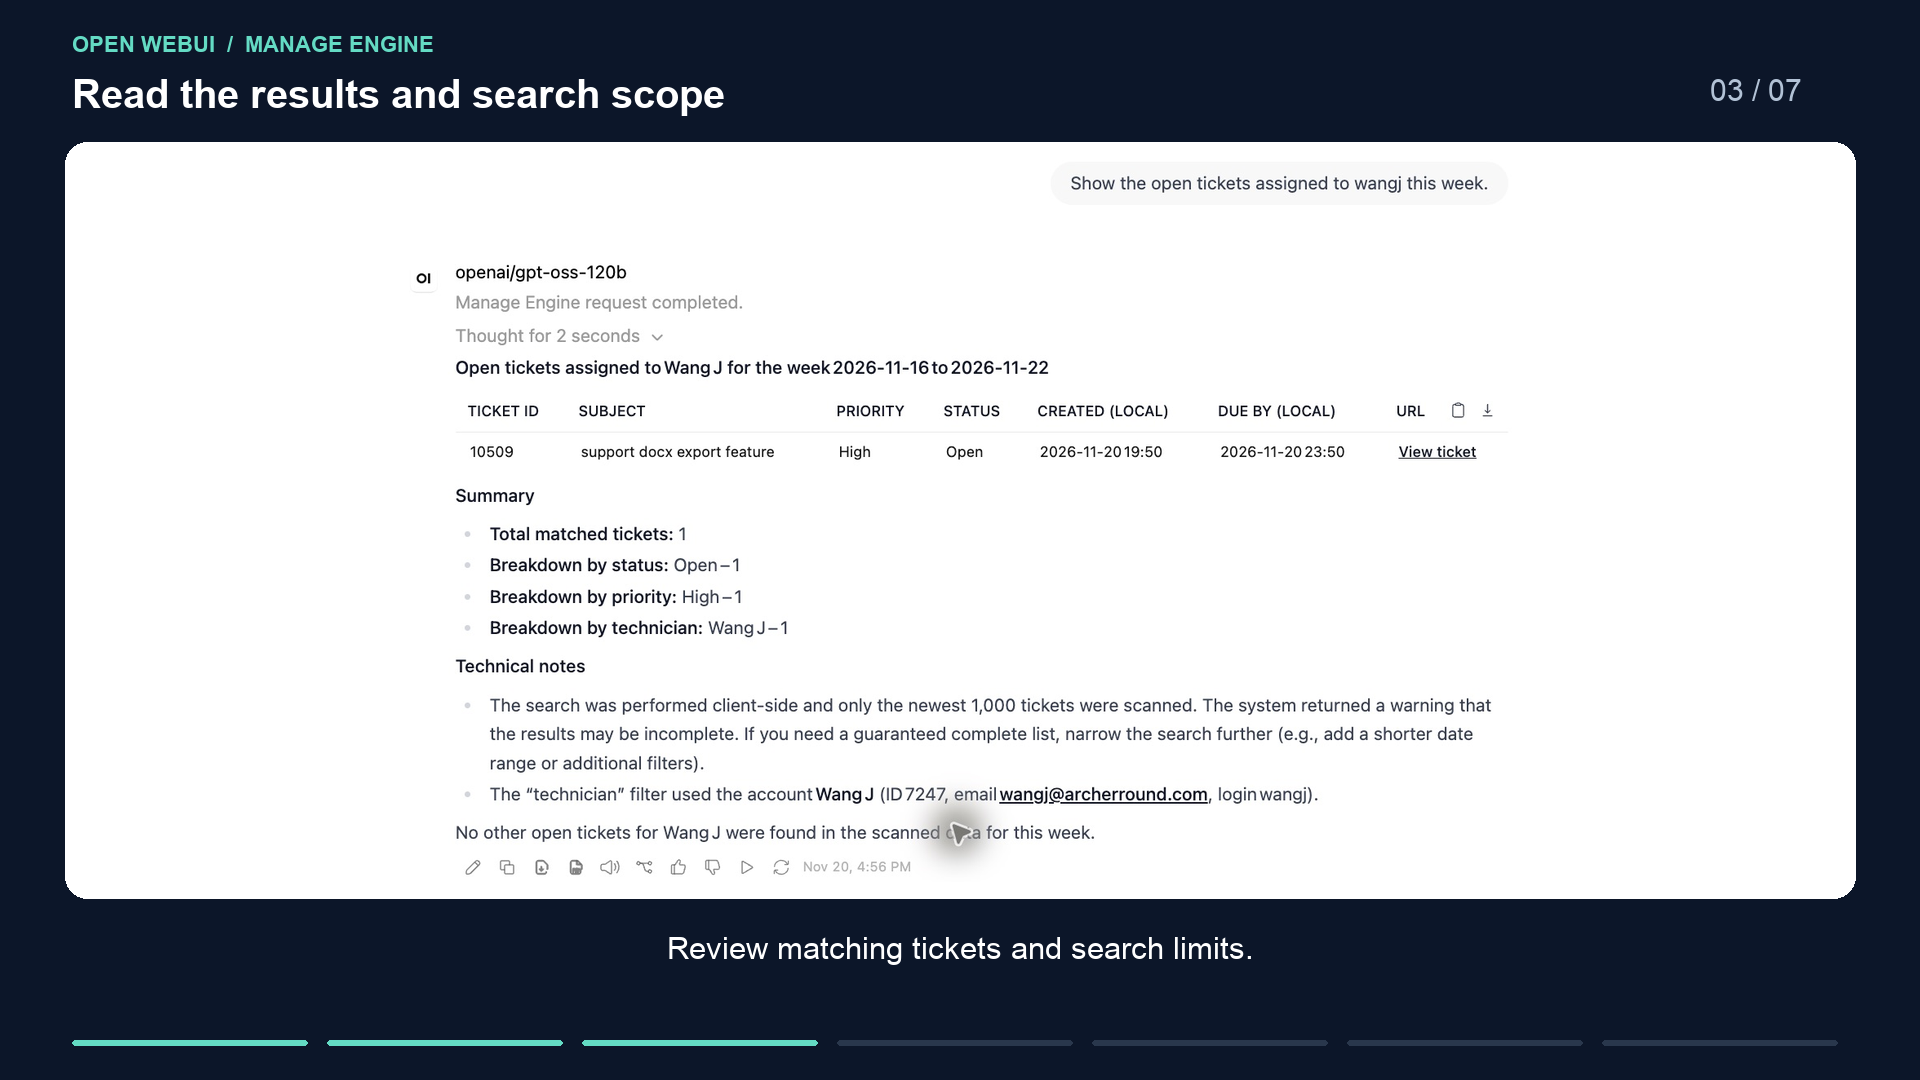 OPEN WEBUI / MANAGE ENGINE
Read the results and search scope
03 / 07
Show the open tickets assigned to wangj this week.
OI
openai/gpt-oss-120b
Manage Engine request completed.
Thought for 2 seconds
Open tickets assigned to Wang J for the week 2026-11-16 to 2026-11-22
TICKET ID SUBJECT PRIORITY STATUS CREATED (LOCAL) DUE BY (LOCAL) URL
10509 support docx export feature High Open 2026-11-20 19:50 2026-11-20 23:50 View ticket
Summary
• Total matched tickets: 1
• Breakdown by status: Open – 1
• Breakdown by priority: High – 1
• Breakdown by technician: Wang J – 1
Technical notes
• The search was performed client-side and only the newest 1,000 tickets were scanned. The system returned a warning that
the results may be incomplete. If you need a guaranteed complete list, narrow the search further (e.g., add a shorter date
range or additional filters).
• The “technician” filter used the account Wang J (ID 7247, email wangj@archerround.com, login wangj).
No other open tickets for Wang J were found in the scanned for this week.
Nov 20, 4:56 PM
Review matching tickets and search limits.